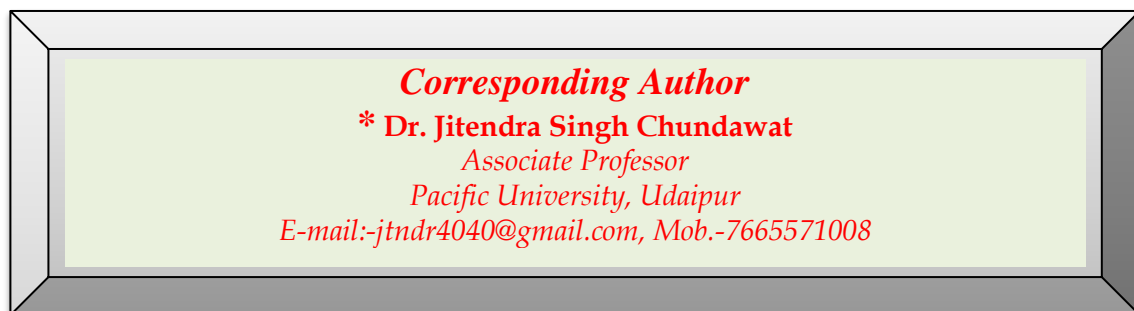 Corresponding Author
* Dr. Jitendra Singh Chundawat
Associate Professor
Pacific University, Udaipur
E-mail:-jtndr4040@gmail.com, Mob.-7665571008